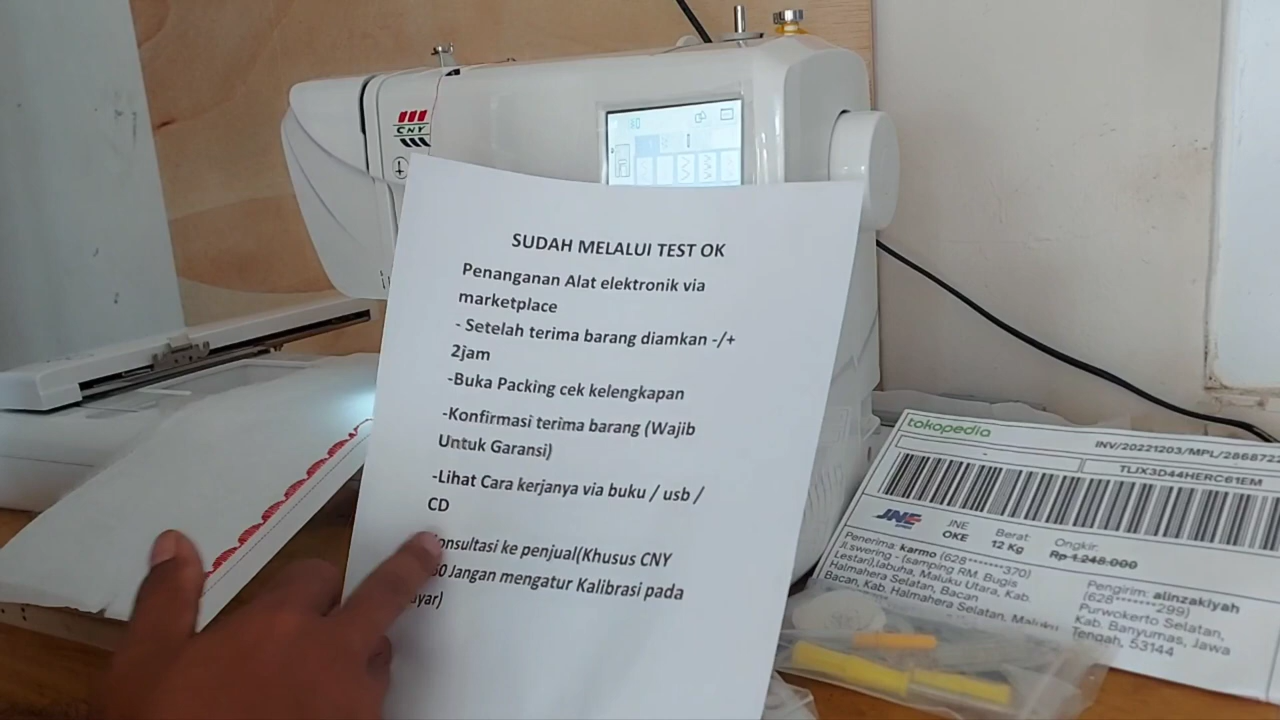 CNY
SUDAH MELALUI TEST OK
Penanganan Alat elektronik via
marketplace
- Setelah terima barang diamkan -/+
2jam
-Buka Packing cek kelengkapan
-Konfirmasi terima barang (Wajib
Untuk Garansi)
-Lihat Cara kerjanya via buku / usb /
CD
onsultasi ke penjual(Khusus CNY
60 Jangan mengatur Kalibrasi pada
yar)
tokopedia
INV/20221203/MPL/2868722
TLJX3D44HERC61EM
JNE
JNE
OKE
Berat:
12 Kg
Ongkir:
Rp 1.248.000
Penerima: karmo (628*******370)
Jl.swering - (samping RM. Bugis
Lestari),labuha, Maluku Utara, Kab.
Halmahera Selatan, Bacan
Bacan, Kab. Halmahera Selatan, Maluku
Pengirim: alinzakiyah
(628*******299)
Purwokerto Selatan,
Kab. Banyumas, Jawa
Tengah, 53144